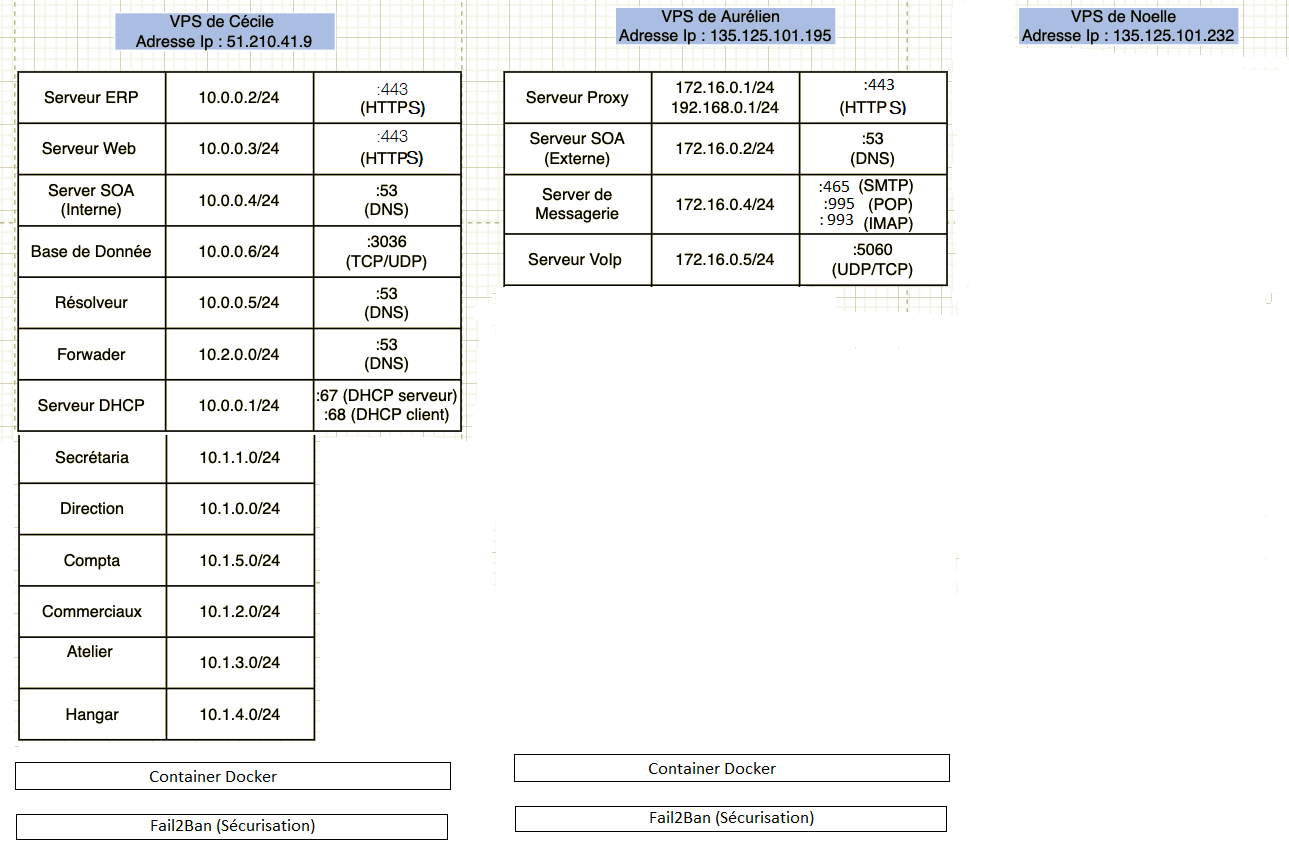 VPS de Cécile
Adresse Ip : 51.210.41.9
Serveur ERP
10.0.0.2/24
:443
(HTTPS)
Serveur Web
10.0.0.3/24
:443
(HTTPS)
Server SOA
(Interne)
10.0.0.4/24
:53
(DNS)
Base de Donnée
10.0.0.6/24
:3036
(TCP/UDP)
Résolveur
10.0.0.5/24
:53
(DNS)
Forwader
10.2.0.0/24
:53
(DNS)
Serveur DHCP
10.0.0.1/24
:67 (DHCP serveur)
:68 (DHCP client)
Secrétaria
10.1.1.0/24
Direction
10.1.0.0/24
Compta
10.1.5.0/24
Commerciaux
10.1.2.0/24
Atelier
10.1.3.0/24
Hangar
10.1.4.0/24
Container Docker
Fail2Ban (Sécurisation)
VPS de Aurélien
Adresse Ip : 135.125.101.195
Serveur Proxy
172.16.0.1/24
192.168.0.1/24
:443
(HTTPS)
Serveur SOA
(Externe)
172.16.0.2/24
:53
(DNS)
Server de
Messagerie
172.16.0.4/24
:465 (SMTP)
:995 (POP)
:993 (IMAP)
Serveur VoIp
172.16.0.5/24
:5060
(UDP/TCP)
Container Docker
Fail2Ban (Sécurisation)
VPS de Noelle
Adresse Ip : 135.125.101.232